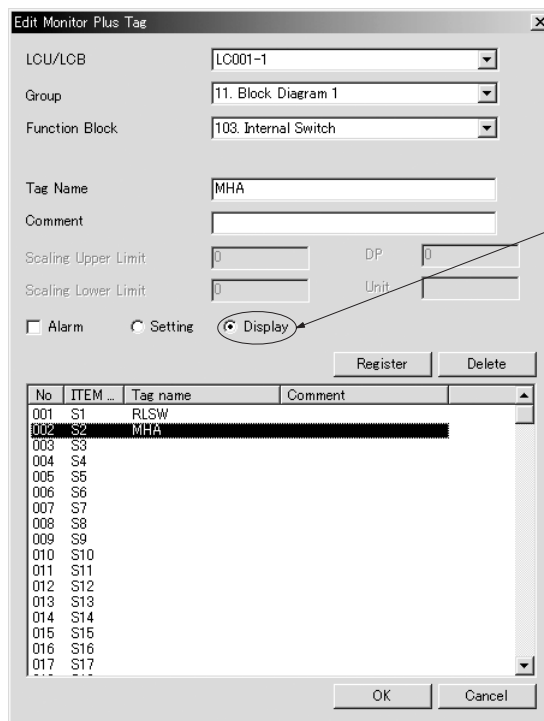 Edit Monitor Plus Tag
LCU/LCB LC001-1
Group 11. Block Diagram 1
Function Block 103. Internal Switch
Tag Name MHA
Comment
Scaling Upper Limit 0 DP 0
Scaling Lower Limit 0 Unit
Alarm Setting Display
Register Delete
No ITEM ... Tag name Comment
001 S1 RLSW
002 S2 MHA
003 S3
004 S4
005 S5
006 S6
007 S7
008 S8
009 S9
010 S10
011 S11
012 S12
013 S13
014 S14
015 S15
016 S16
017 S17
OK Cancel